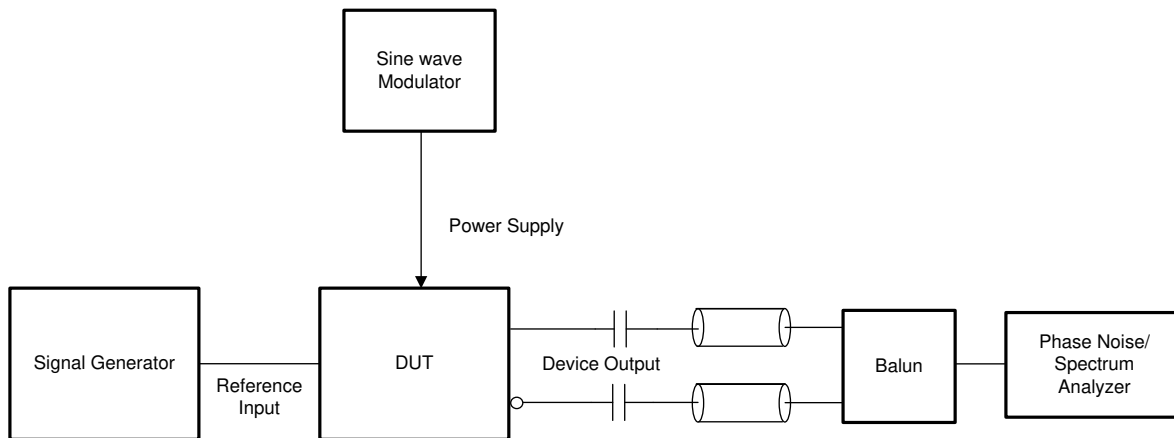 Sine wave
Modulator
Power Supply
Signal Generator
Reference
Input
DUT
Device Output
Balun
Phase Noise/
Spectrum
Analyzer